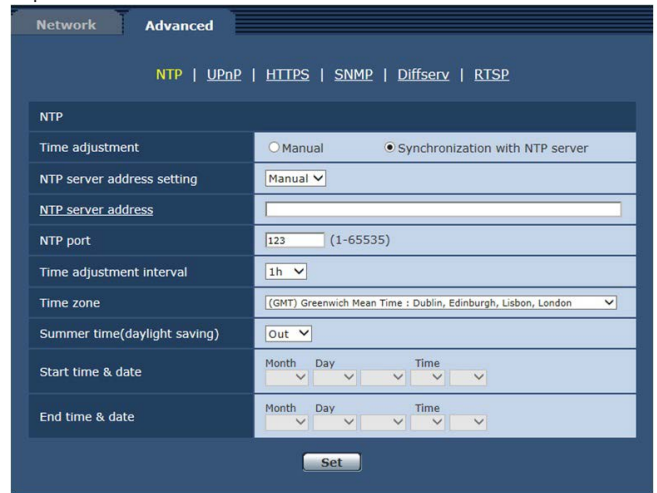 Network Advanced
NTP | UPnP | HTTPS | SNMP | Diffserv | RTSP
NTP
Time adjustment Manual Synchronization with NTP server
NTP server address setting Manual
NTP server address
NTP port 123 (1-65535)
Time adjustment interval 1h
Time zone (GMT) Greenwich Mean Time : Dublin, Edinburgh, Lisbon, London
Summer time(daylight saving) Out
Month Day Time
Start time & date
Month Day Time
End time & date
Set